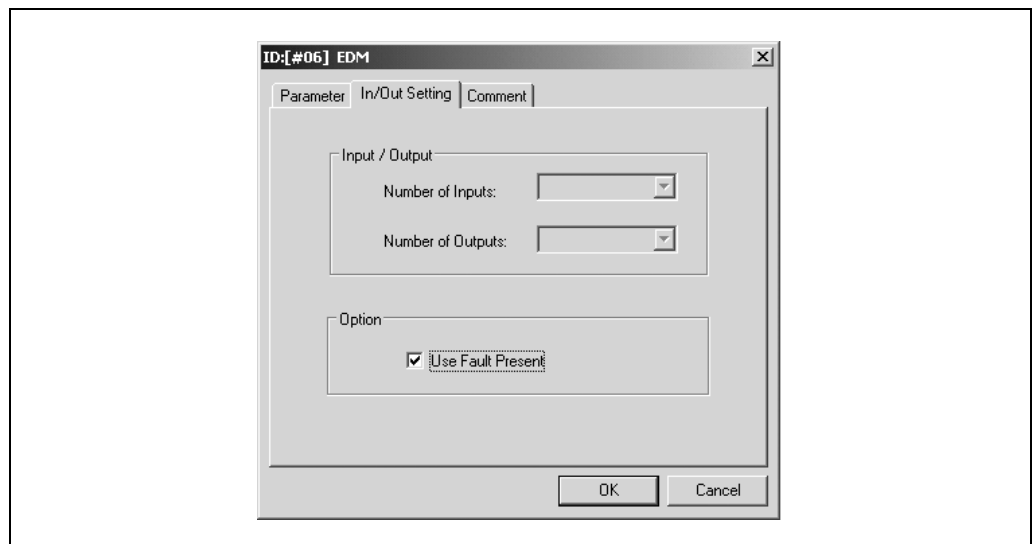 ID:[#06] EDM
Parameter In/Out Setting Comment
Input / Output
Number of Inputs:
Number of Outputs:
Option
Use Fault Present
OK Cancel